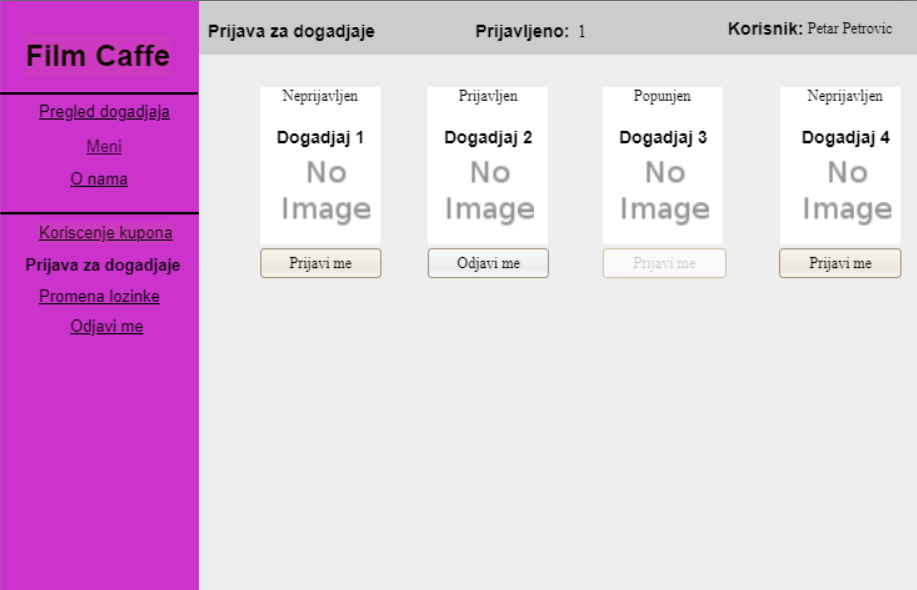 Film Caffe
Pregled dogadjaja
Meni
O nama
Koriscenje kupona
Prijava za dogadjaje
Promena lozinke
Odjavi me
Prijava za dogadjaje
Prijavljeno: 1
Korisnik: Petar Petrovic
Neprijavljen
Dogadjaj 1
No
Image
Prijavi me
Prijavljen
Dogadjaj 2
No
Image
Odjavi me
Popunjen
Dogadjaj 3
No
Image
Prijavi me
Neprijavljen
Dogadjaj 4
No
Image
Prijavi me